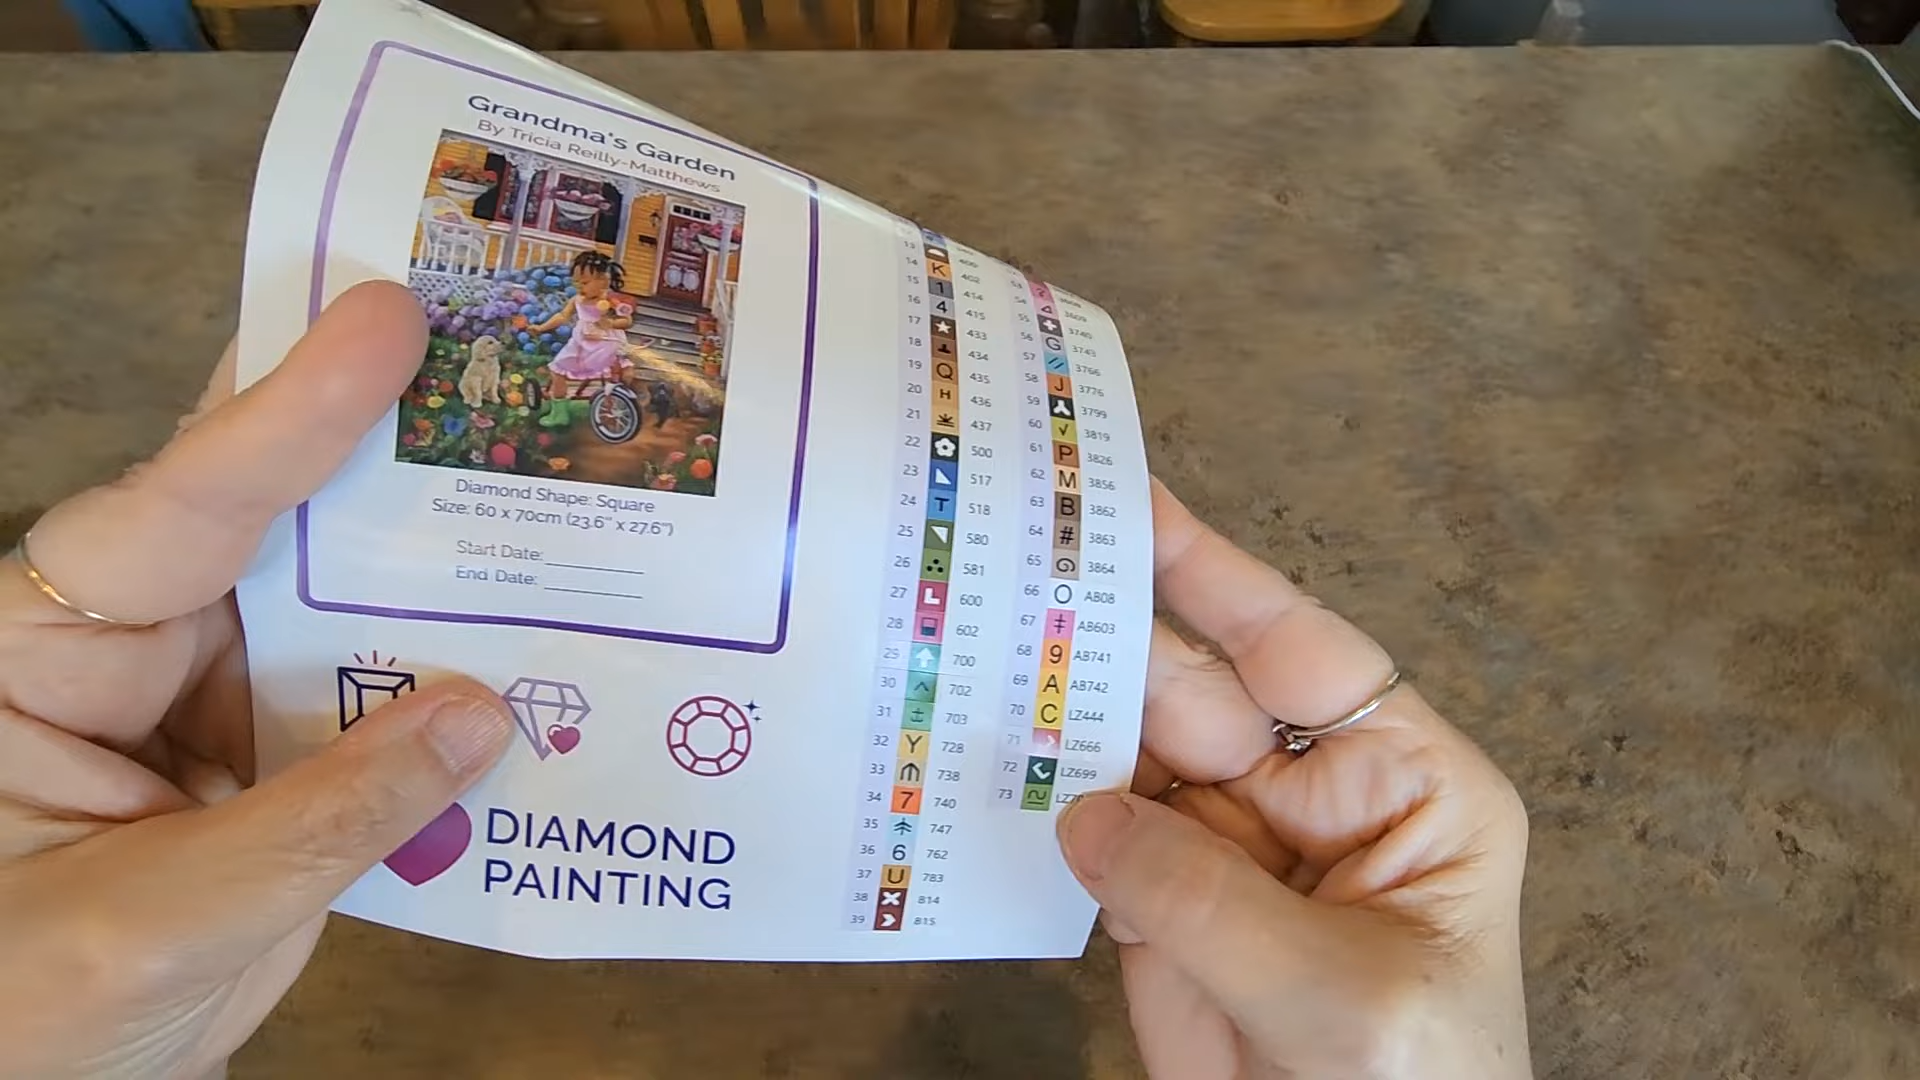 Grandma's Garden
By Tricia Reilly-Matthews
Diamond Shape: Square
Size: 60 x 70cm (23.6" x 27.6")
Start Date:__________
End Date:__________
DIAMOND
PAINTING
13
14 K 402
15 1 414
16 4 415
17 433
18 434
19 Q 435
20 H 436
21 437
22 500
23 517
24 T 518
25 580
26 581
27 L 600
28 602
29 700
30 702
31 703
32 Y 728
33 738
34 7 740
35 747
36 6 762
37 U 783
38 814
39 815
53
54 3609
55 3740
56 G 3743
57 3766
58 J 3776
59 3799
60 √ 3819
61 P 3826
62 M 3856
63 B 3862
64 # 3863
65 3864
66 O AB08
67 ‡ AB603
68 9 AB741
69 A AB742
70 C LZ444
71 LZ666
72 LZ699
73